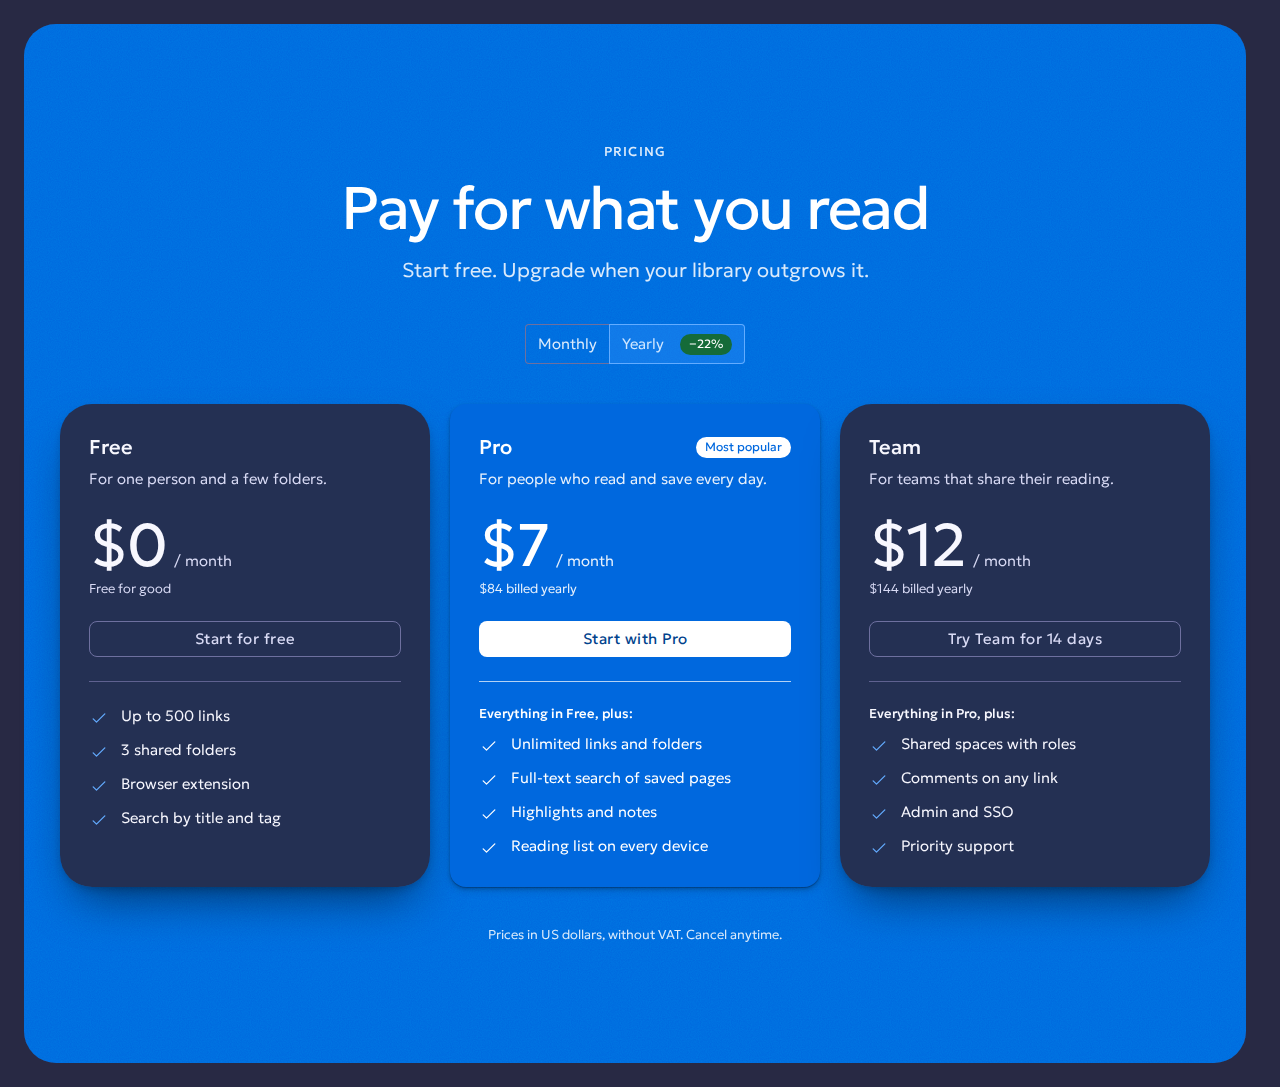 PRICING
Pay for what you read
Start free. Upgrade when your library outgrows it.
Monthly
Yearly
−22%
Free
For one person and a few folders.
$0 / month
Free for good
Start for free
Up to 500 links
3 shared folders
Browser extension
Search by title and tag
Pro
Most popular
For people who read and save every day.
$7 / month
$84 billed yearly
Start with Pro
Everything in Free, plus:
Unlimited links and folders
Full-text search of saved pages
Highlights and notes
Reading list on every device
Team
For teams that share their reading.
$12 / month
$144 billed yearly
Try Team for 14 days
Everything in Pro, plus:
Shared spaces with roles
Comments on any link
Admin and SSO
Priority support
Prices in US dollars, without VAT. Cancel anytime.